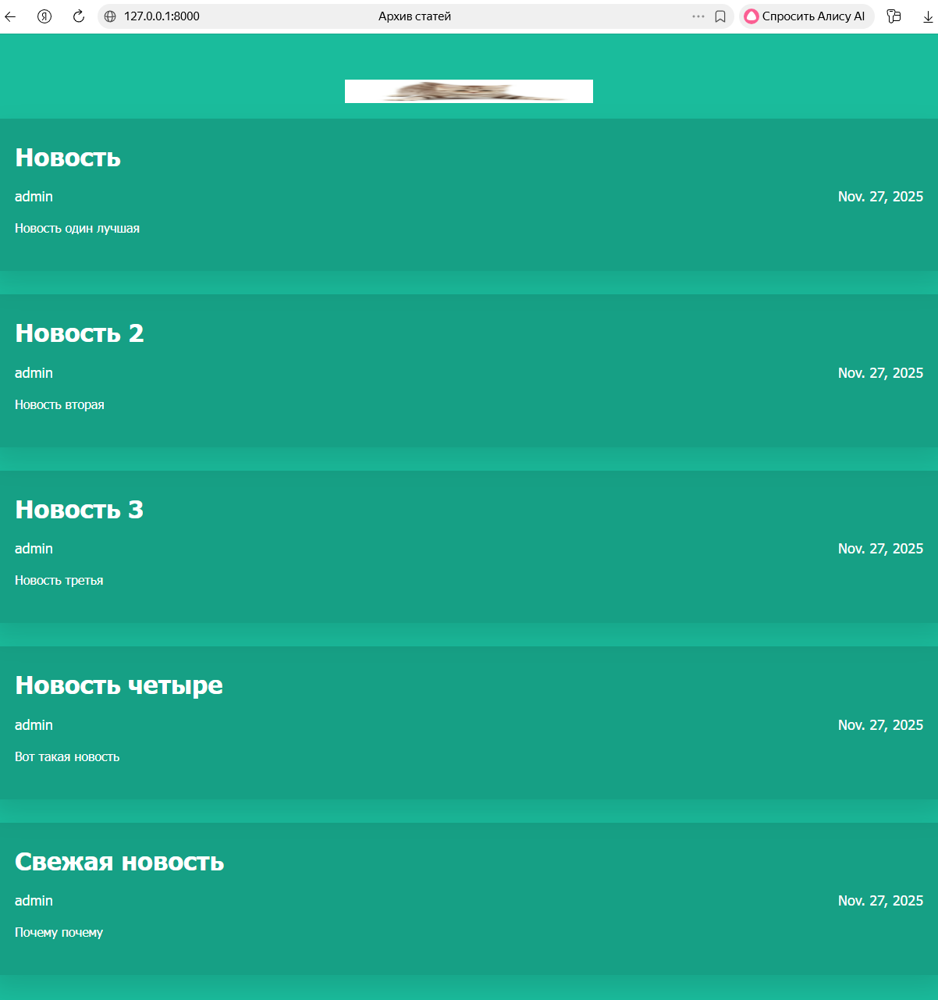 127.0.0.1:8000 Архив статей Спросить Алису AI
Новость
admin Nov. 27, 2025
Новость один лучшая
Новость 2
admin Nov. 27, 2025
Новость вторая
Новость 3
admin Nov. 27, 2025
Новость третья
Новость четыре
admin Nov. 27, 2025
Вот такая новость
Свежая новость
admin Nov. 27, 2025
Почему почему